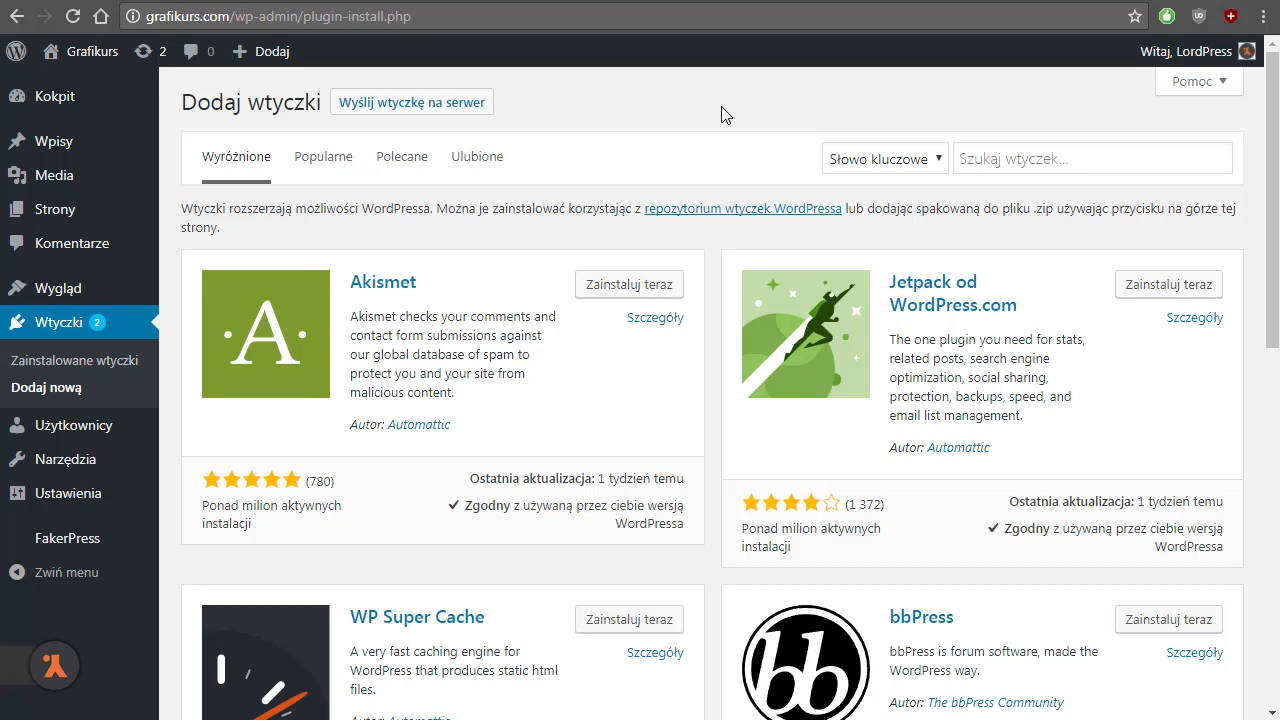 grafikurs.com/wp-admin/plugin-install.php
Grafikurs 2 0 Dodaj Witaj, LordPress
Kokpit
Wpisy
Media
Strony
Komentarze
Wygląd
Wtyczki 2
Zainstalowane wtyczki
Dodaj nową
Użytkownicy
Narzędzia
Ustawienia
FakerPress
Zwiń menu
Pomoc
Dodaj wtyczki Wyślij wtyczkę na serwer
Wyróżnione Popularne Polecane Ulubione Słowo kluczowe Szukaj wtyczek...
Wtyczki rozszerzają możliwości WordPressa. Można je zainstalować korzystając z repozytorium wtyczek WordPressa lub dodając spakowaną do pliku .zip używając przycisku na górze tej
strony.
A
Akismet
Zainstaluj teraz
Szczegóły
Akismet checks your comments and
contact form submissions against
our global database of spam to
protect you and your site from
malicious content.
Autor: Automattic
(780)
Ponad milion aktywnych
instalacji
Ostatnia aktualizacja: 1 tydzień temu
Zgodny z używaną przez ciebie wersją
WordPressa
Jetpack od
WordPress.com
Zainstaluj teraz
Szczegóły
The one plugin you need for stats,
related posts, search engine
optimization, social sharing,
protection, backups, speed, and
email list management.
Autor: Automattic
(1 372)
Ponad milion aktywnych
instalacji
Ostatnia aktualizacja: 1 tydzień temu
Zgodny z używaną przez ciebie wersją
WordPressa
WP Super Cache
Zainstaluj teraz
Szczegóły
A very fast caching engine for
WordPress that produces static html
files.
Autor: Automattic
bb
bbPress
Zainstaluj teraz
Szczegóły
bbPress is forum software, made the
WordPress way.
Autor: The bbPress Community